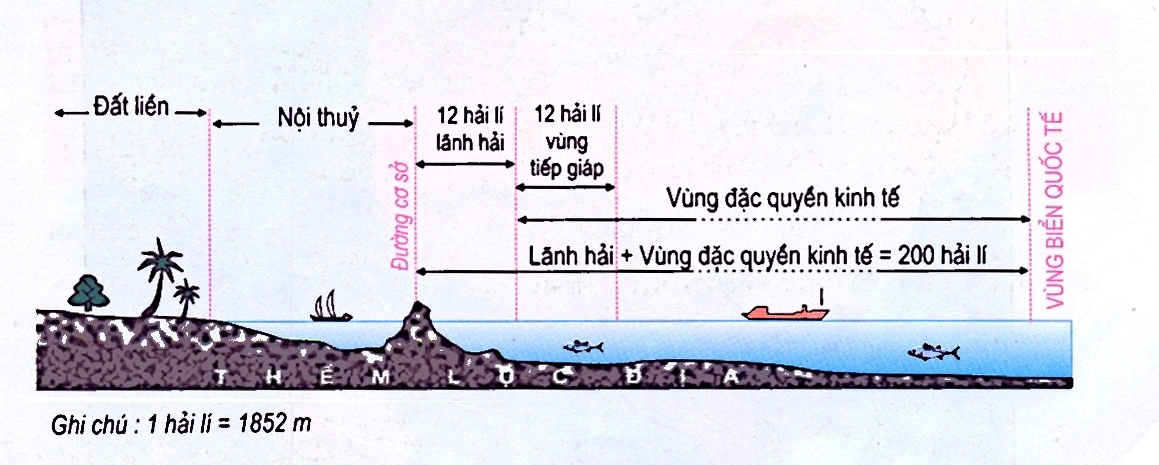 Đất liền
Nội thuỷ
12 hải lí
lãnh hải
12 hải lí
vùng
tiếp giáp
Đường cơ sở
Vùng đặc quyền kinh tế
Lãnh hải + Vùng đặc quyền kinh tế = 200 hải lí
VÙNG BIỂN QUỐC TẾ
THỀM LỤC ĐỊA
Ghi chú : 1 hải lí = 1852 m